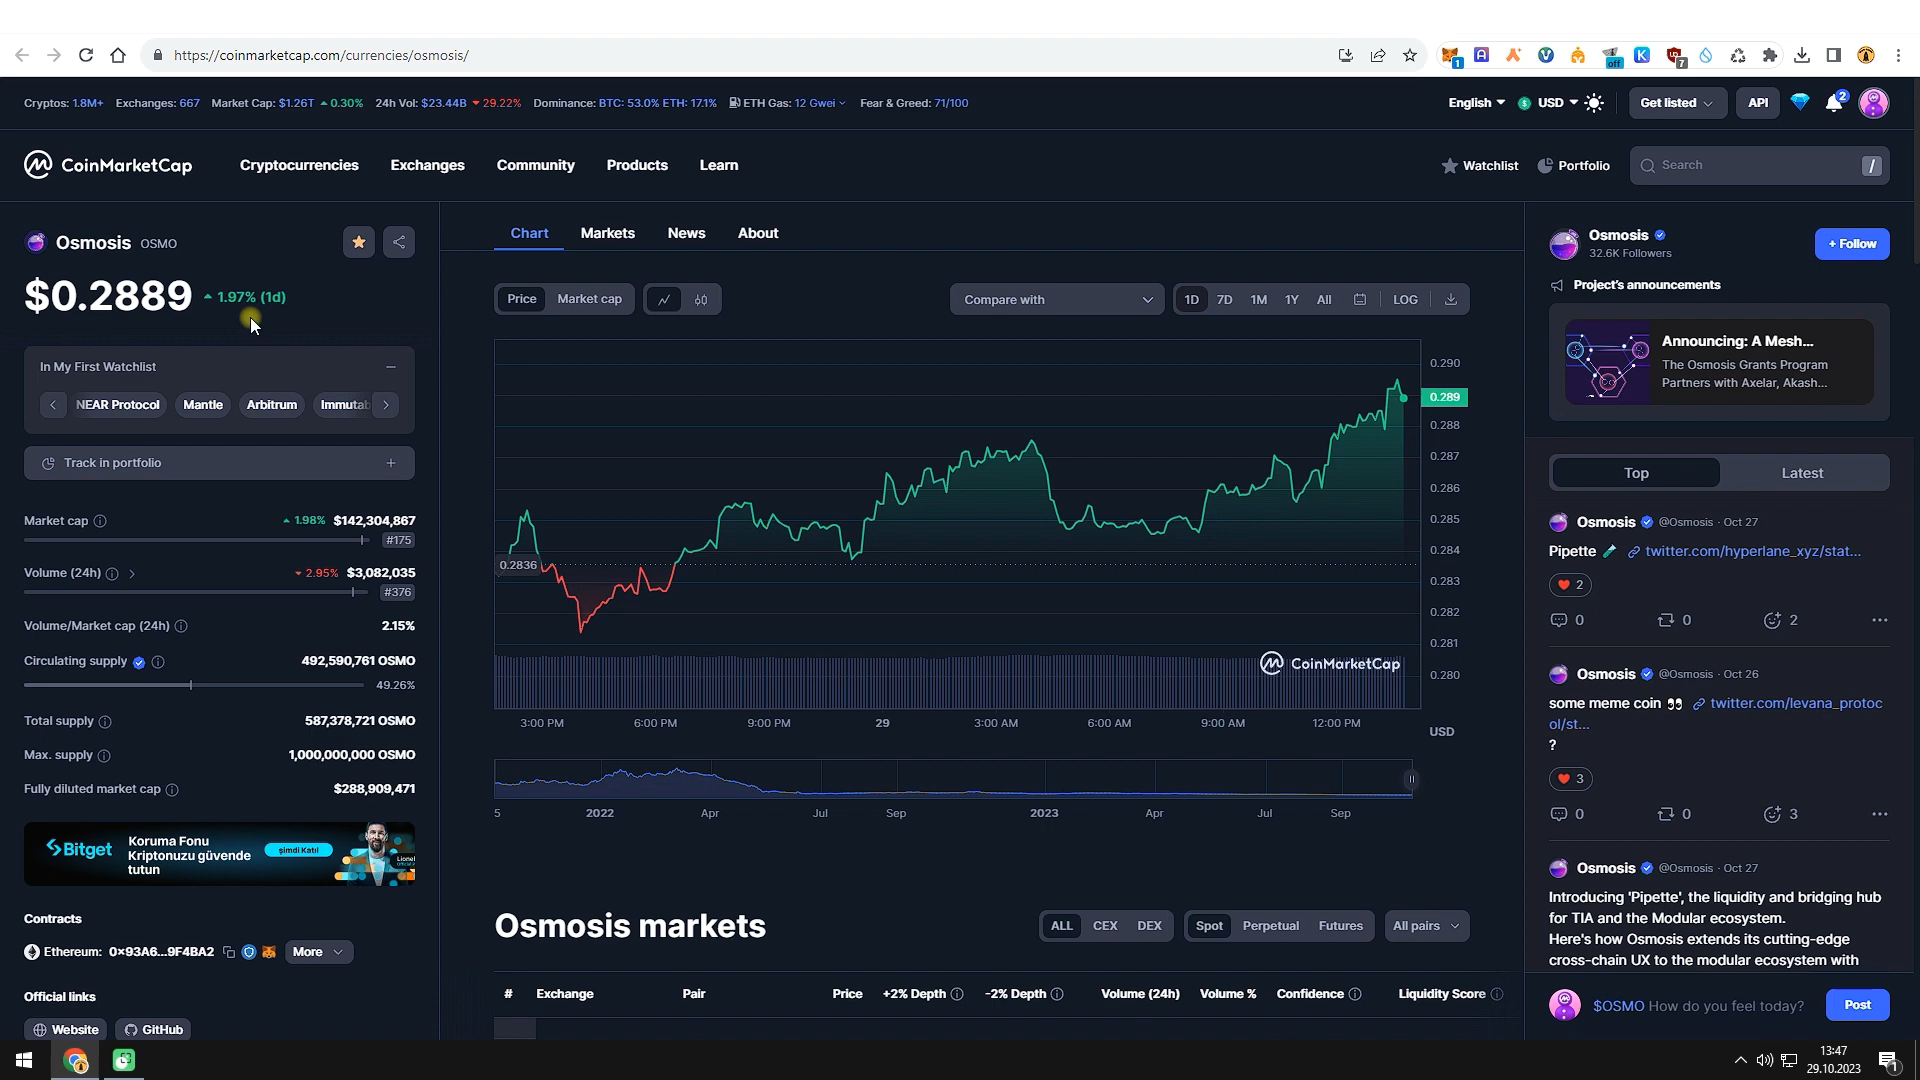 https://coinmarketcap.com/currencies/osmosis/
1
off
7
Cryptos: 1.8M+ Exchanges: 667 Market Cap: $1.26T 0.30% 24h Vol: $23.44B 29.22% Dominance: BTC: 53.0% ETH: 17.1% ETH Gas: 12 Gwei Fear & Greed: 71/100
English USD Get listed API 2
CoinMarketCap Cryptocurrencies Exchanges Community Products Learn
Watchlist Portfolio Search /
Osmosis OSMO
$0.2889 1.97% (1d)
In My First Watchlist
NEAR Protocol Mantle Arbitrum Immutab
Track in portfolio +
Market cap 1.98% $142,304,867
#175
Volume (24h) 2.95% $3,082,035
#376
Volume/Market cap (24h) 2.15%
Circulating supply 492,590,761 OSMO
49.26%
Total supply 587,378,721 OSMO
Max. supply 1,000,000,000 OSMO
Fully diluted market cap $288,909,471
Bitget
Koruma Fonu
Kriptonuzu güvende
tutun
Şimdi Katıl
Contracts
Ethereum: 0x93A6...9F4BA2 More
Official links
Website GitHub
Chart Markets News About
Price Market cap
Compare with 1D 7D 1M 1Y All LOG
0.290
0.289
0.288
0.287
0.286
0.285
0.284
0.283
0.282
0.281
0.280
0.2836
CoinMarketCap
3:00 PM 6:00 PM 9:00 PM 29 3:00 AM 6:00 AM 9:00 AM 12:00 PM
USD
5 2022 Apr Jul Sep 2023 Apr Jul Sep
Osmosis markets
ALL CEX DEX Spot Perpetual Futures All pairs
# Exchange Pair Price +2% Depth -2% Depth Volume (24h) Volume % Confidence Liquidity Score
Osmosis
32.6K Followers
+ Follow
Project's announcements
Announcing: A Mesh...
The Osmosis Grants Program
Partners with Axelar, Akash...
Top Latest
Osmosis @Osmosis · Oct 27
Pipette twitter.com/hyperlane_xyz/stat...
2
0 0 2 ...
Osmosis @Osmosis · Oct 26
some meme coin twitter.com/levana_protoc
ol/st...
?
3
0 0 3 ...
Osmosis @Osmosis · Oct 27
Introducing 'Pipette', the liquidity and bridging hub
for TIA and the Modular ecosystem.
Here's how Osmosis extends its cutting-edge
cross-chain UX to the modular ecosystem with
$OSMO How do you feel today? Post
13:47
29.10.2023
1